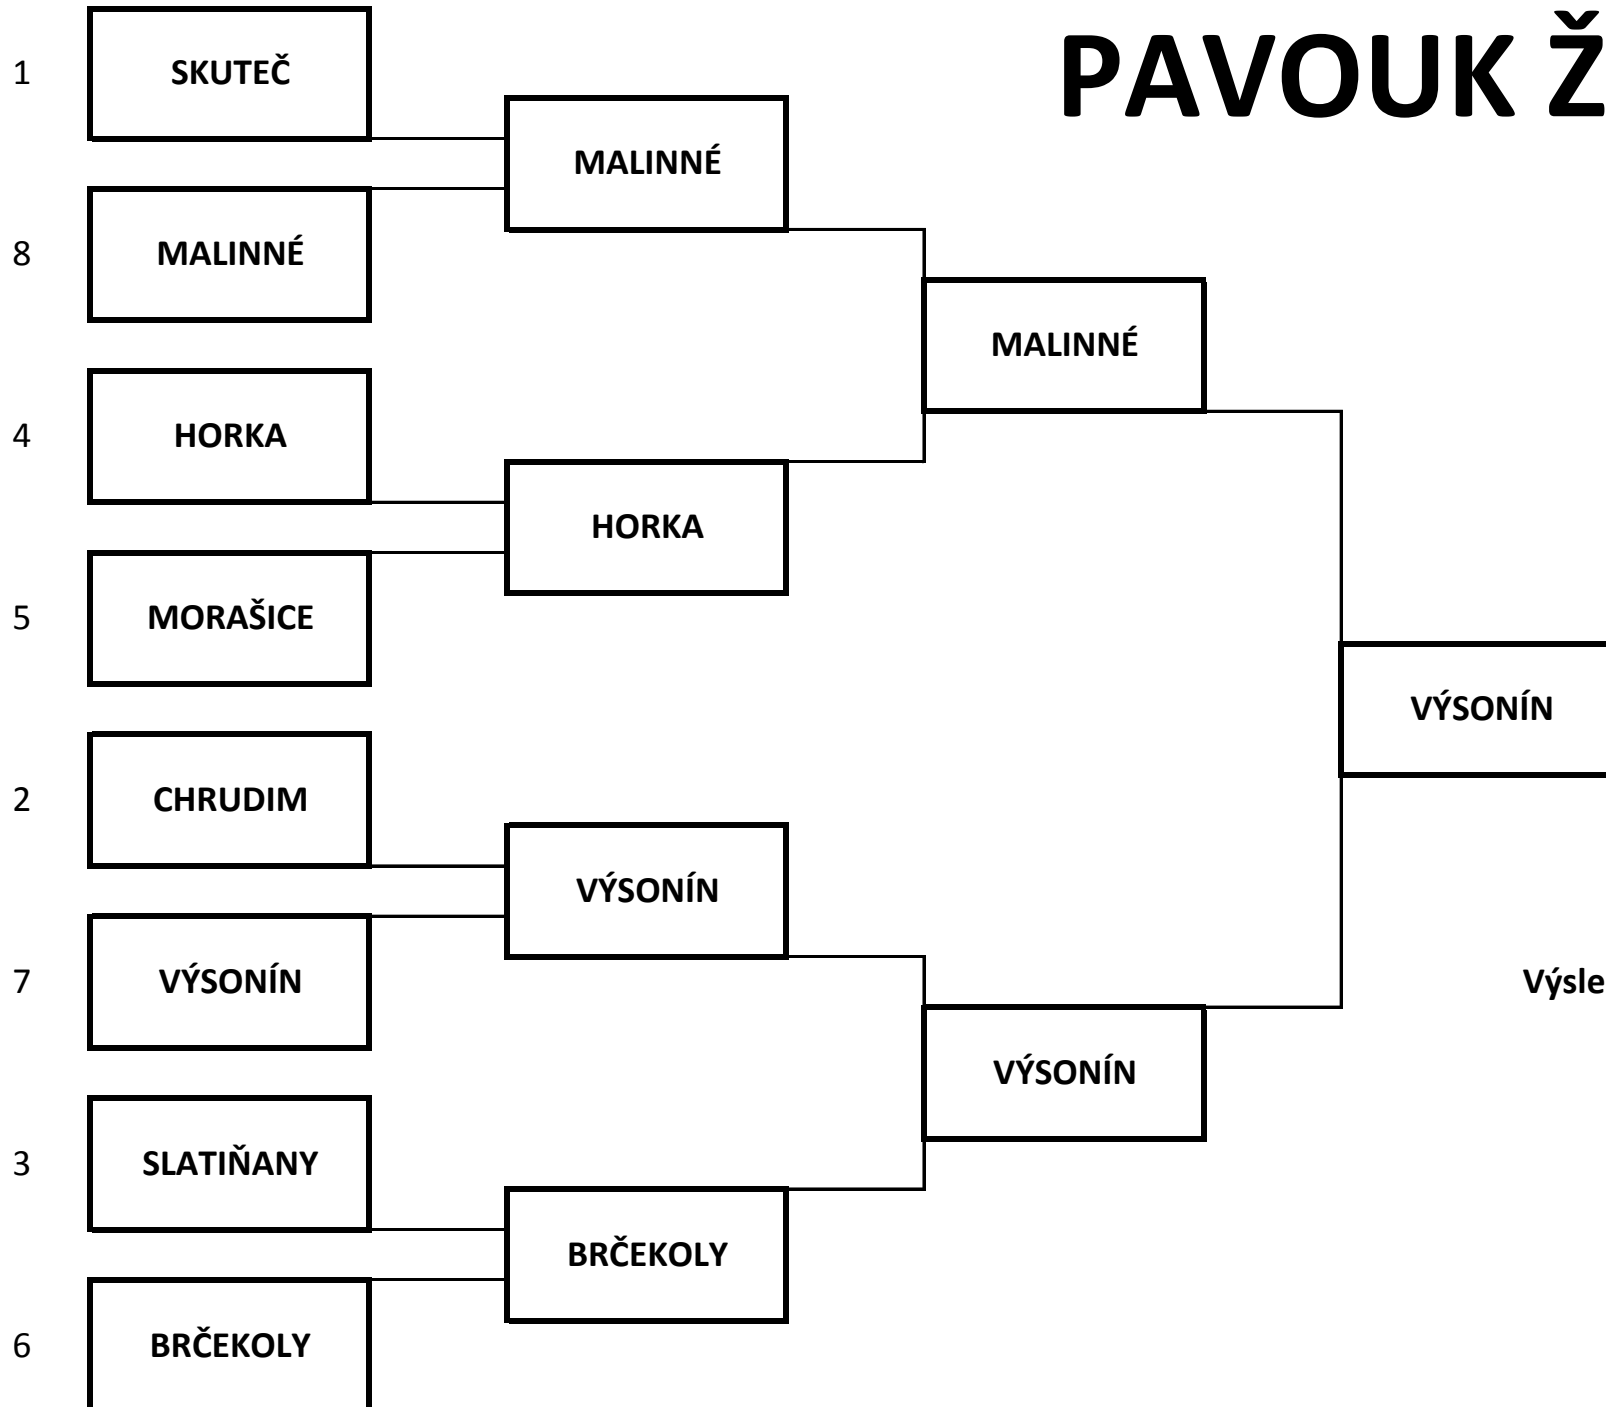 PAVOUK Ž
1 SKUTEČ
MALINNÉ
8 MALINNÉ
MALINNÉ
4 HORKA
HORKA
5 MORAŠICE
VÝSONÍN
2 CHRUDIM
VÝSONÍN
7 VÝSONÍN
Výsle
VÝSONÍN
3 SLATIŇANY
BRČEKOLY
6 BRČEKOLY